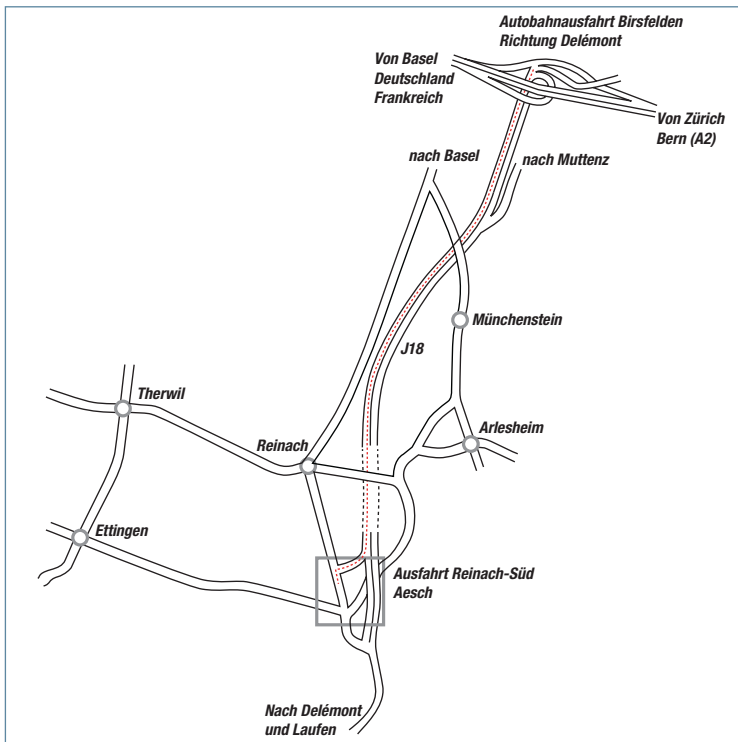 Autobahnausfahrt Birsfelden
Richtung Delémont
Von Basel
Deutschland
Frankreich
Von Zürich
Bern (A2)
nach Basel
nach Muttenz
Münchenstein
J18
Therwil
Arlesheim
Reinach
Ettingen
Ausfahrt Reinach-Süd
Aesch
Nach Delémont
und Laufen